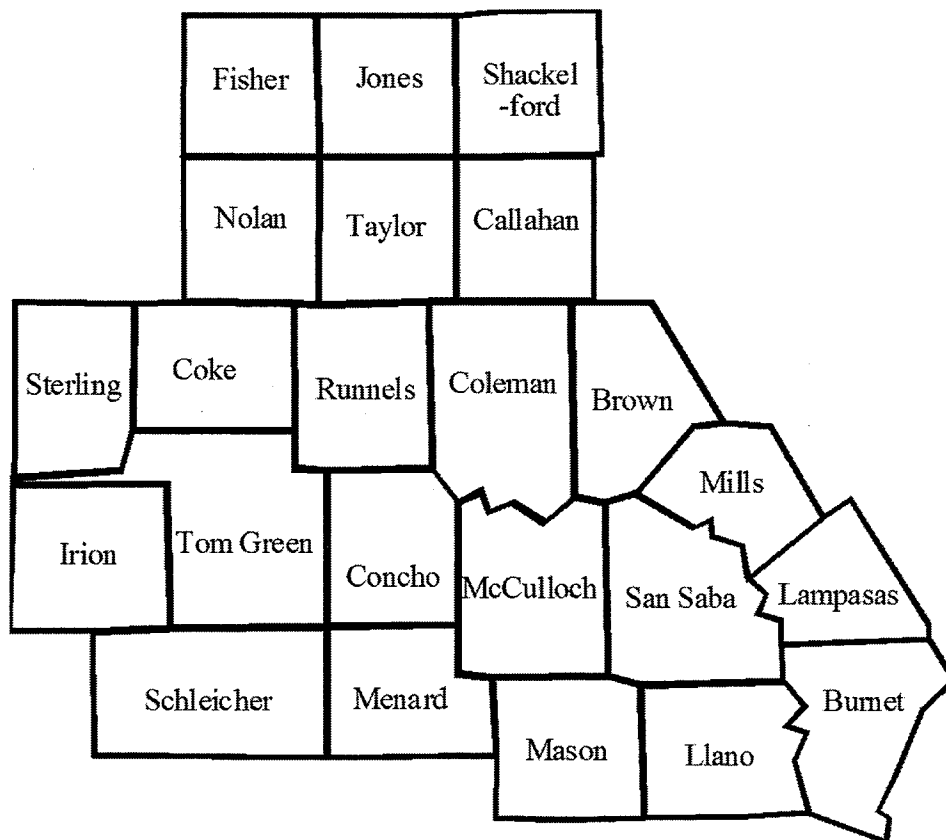 Fisher
Jones
Shackel
-ford
Nolan
Taylor
Callahan
Sterling
Coke
Runnels
Coleman
Brown
Mills
Irion
Tom Green
Concho
McCulloch
San Saba
Lampasas
Schleicher
Menard
Mason
Llano
Burnet